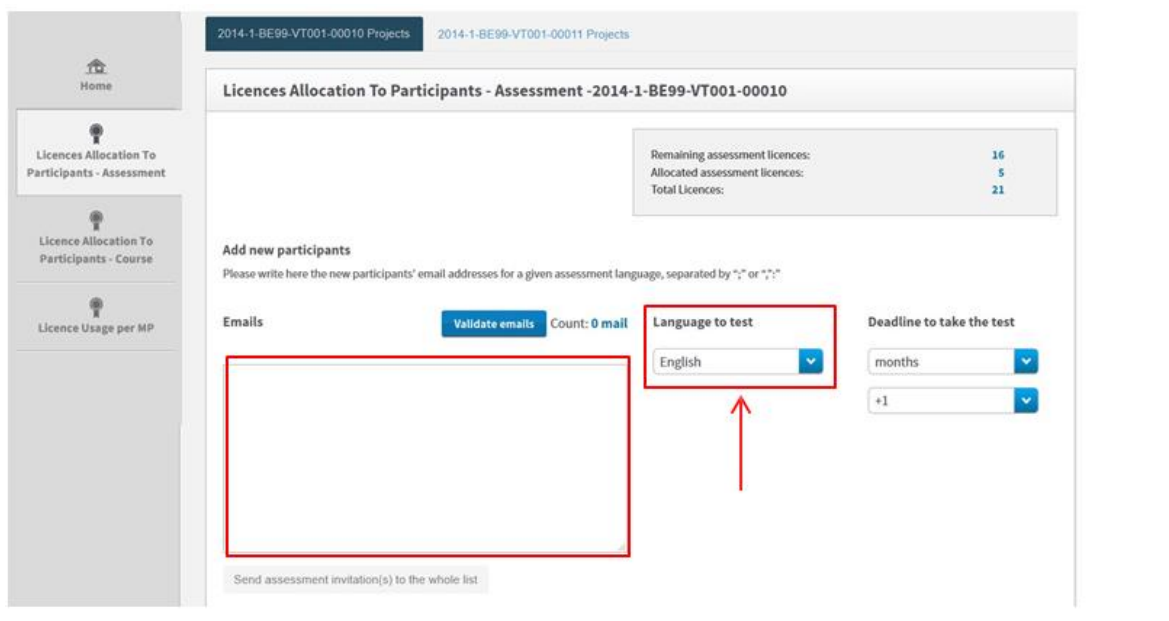 2014-1-BE99-VT001-00010 Projects
2014-1-BE99-VT001-00011 Projects
Home
Licences Allocation To
Participants - Assessment
Licence Allocation To
Participants - Course
Licence Usage per MP
Licences Allocation To Participants - Assessment -2014-1-BE99-VT001-00010
Remaining assessment licences: 16
Allocated assessment licences: 5
Total Licences: 21
Add new participants
Please write here the new participants' email addresses for a given assessment language, separated by ";" or ",":"
Emails
Validate emails
Count: 0 mail
Language to test
English
Deadline to take the test
months
+1
Send assessment invitation(s) to the whole list